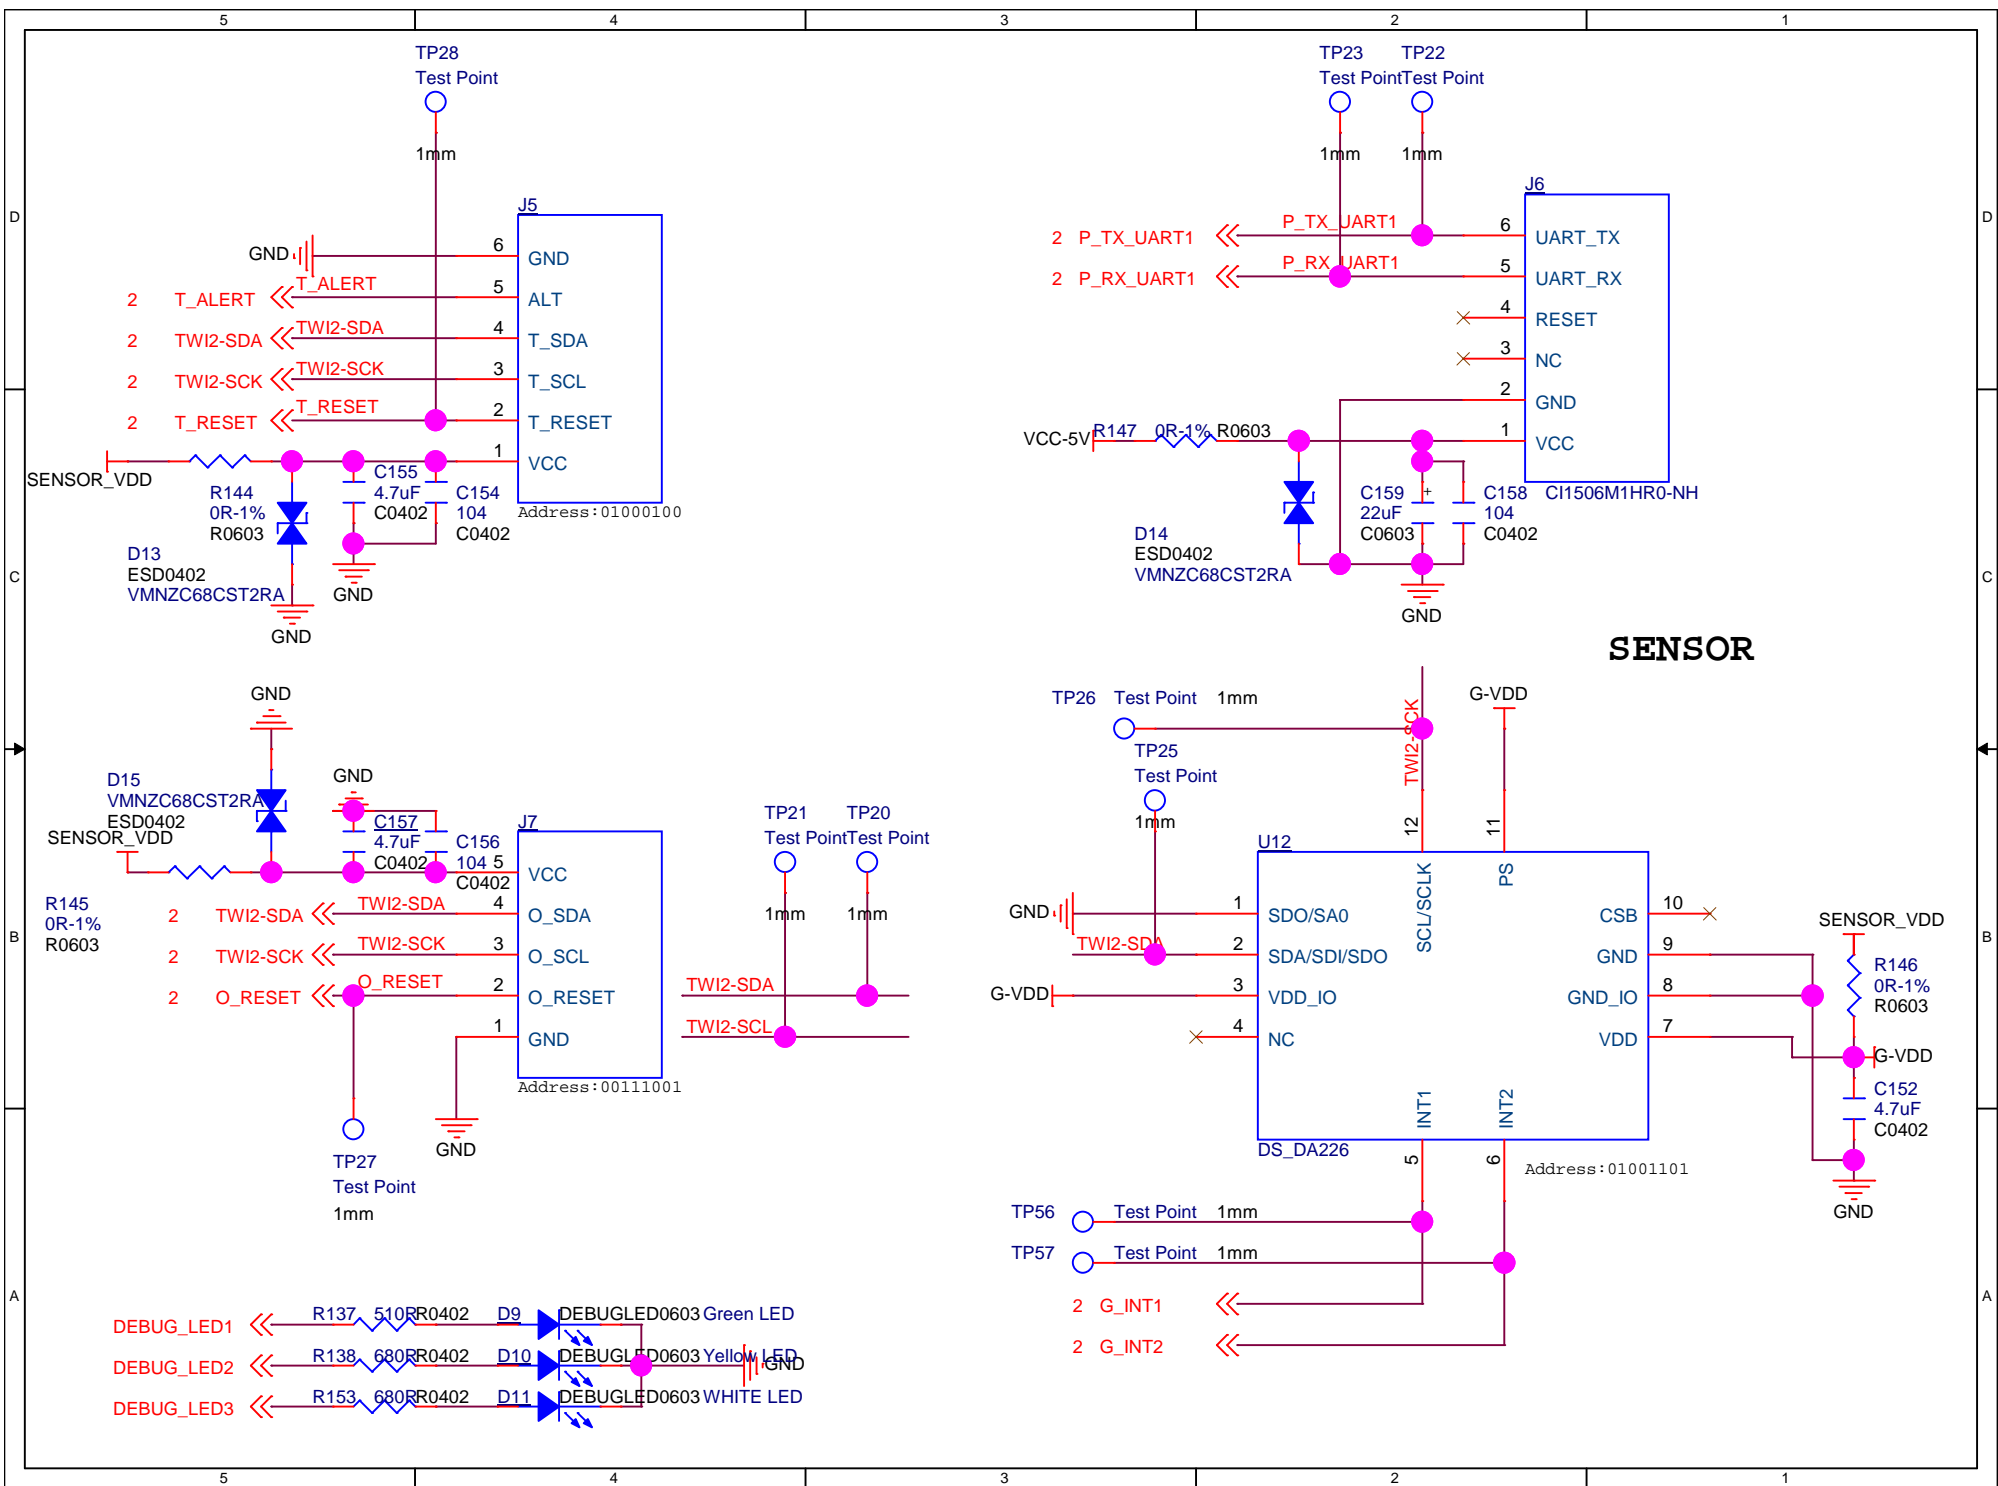 5
4
3
2
1
D
C
B
A
D
C
B
A
TP28
Test Point
1mm
J5
6
GND
GND
T_ALERT
5
ALT
2 T_ALERT
TWI2-SDA
4
T_SDA
2 TWI2-SDA
TWI2-SCK
3
T_SCL
2 TWI2-SCK
T_RESET
2
T_RESET
2 T_RESET
1
VCC
SENSOR_VDD
R144
0R-1%
R0603
C155
4.7uF
C0402
C154
104
C0402
Address:01000100
D13
ESD0402
VMNZC68CST2RA
GND
GND
TP23
Test Point
1mm
TP22
Test Point
1mm
J6
2 P_TX_UART1
P_TX_UART1
6
UART_TX
2 P_RX_UART1
P_RX_UART1
5
UART_RX
4
RESET
3
NC
2
GND
VCC-5V
R147 0R-1% R0603
1
VCC
CI1506M1HR0-NH
C159
22uF
C0603
+
C158
104
C0402
D14
ESD0402
VMNZC68CST2RA
GND
SENSOR
GND
D15
VMNZC68CST2RA
ESD0402
SENSOR_VDD
GND
C157
4.7uF
C0402
C156
104
C0402
J7
5
VCC
R145
0R-1%
R0603
2 TWI2-SDA
TWI2-SDA
4
O_SDA
2 TWI2-SCK
TWI2-SCK
3
O_SCL
2 O_RESET
O_RESET
2
O_RESET
1
GND
Address:00111001
GND
TP27
Test Point
1mm
TP21
Test Point
1mm
TP20
Test Point
1mm
TWI2-SDA
TWI2-SCL
TP26 Test Point 1mm
TWI2-SCK
G-VDD
TP25
Test Point
1mm
U12
12
SCL/SCLK
11
PS
GND
1
SDO/SA0
TWI2-SDA
2
SDA/SDI/SDO
G-VDD
3
VDD_IO
4
NC
10
CSB
9
GND
8
GND_IO
7
VDD
SENSOR_VDD
R146
0R-1%
R0603
G-VDD
C152
4.7uF
C0402
GND
INT1
INT2
5
6
DS_DA226
Address:01001101
TP56 Test Point 1mm
TP57 Test Point 1mm
2 G_INT1
2 G_INT2
DEBUG_LED1 R137 510R R0402 D9 DEBUGLED0603 Green LED
DEBUG_LED2 R138 680R R0402 D10 DEBUGLED0603 Yellow LED
GND
DEBUG_LED3 R153 680R R0402 D11 DEBUGLED0603 WHITE LED
5
4
3
2
1